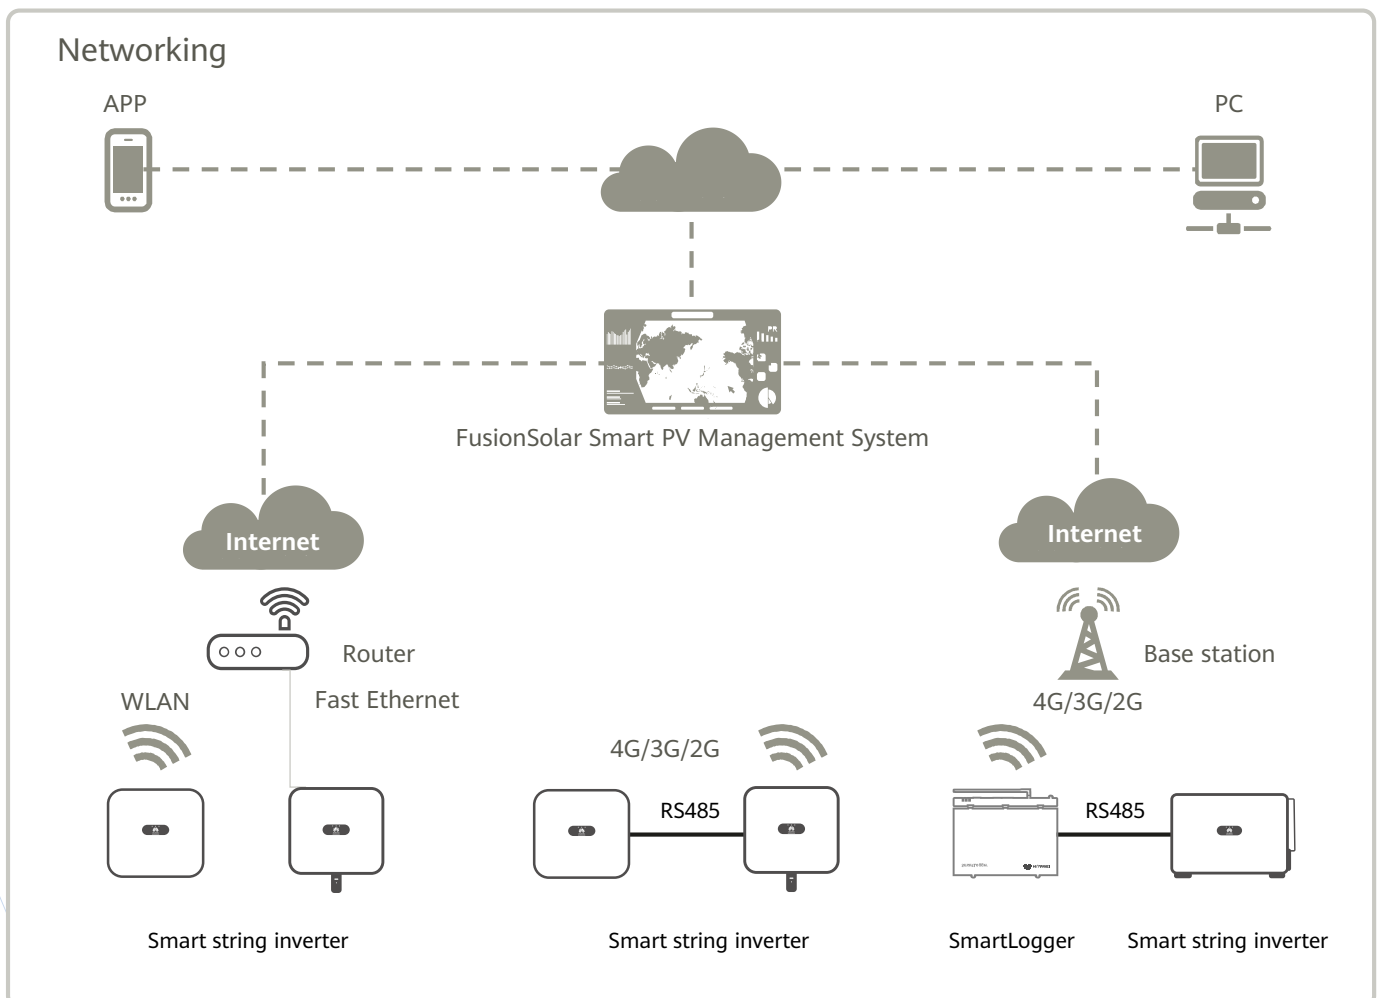 Networking
APP
PC
FusionSolar Smart PV Management System
Internet
Internet
Router
Base station
WLAN
Fast Ethernet
4G/3G/2G
4G/3G/2G
RS485
RS485
Smart string inverter
Smart string inverter
SmartLogger
Smart string inverter